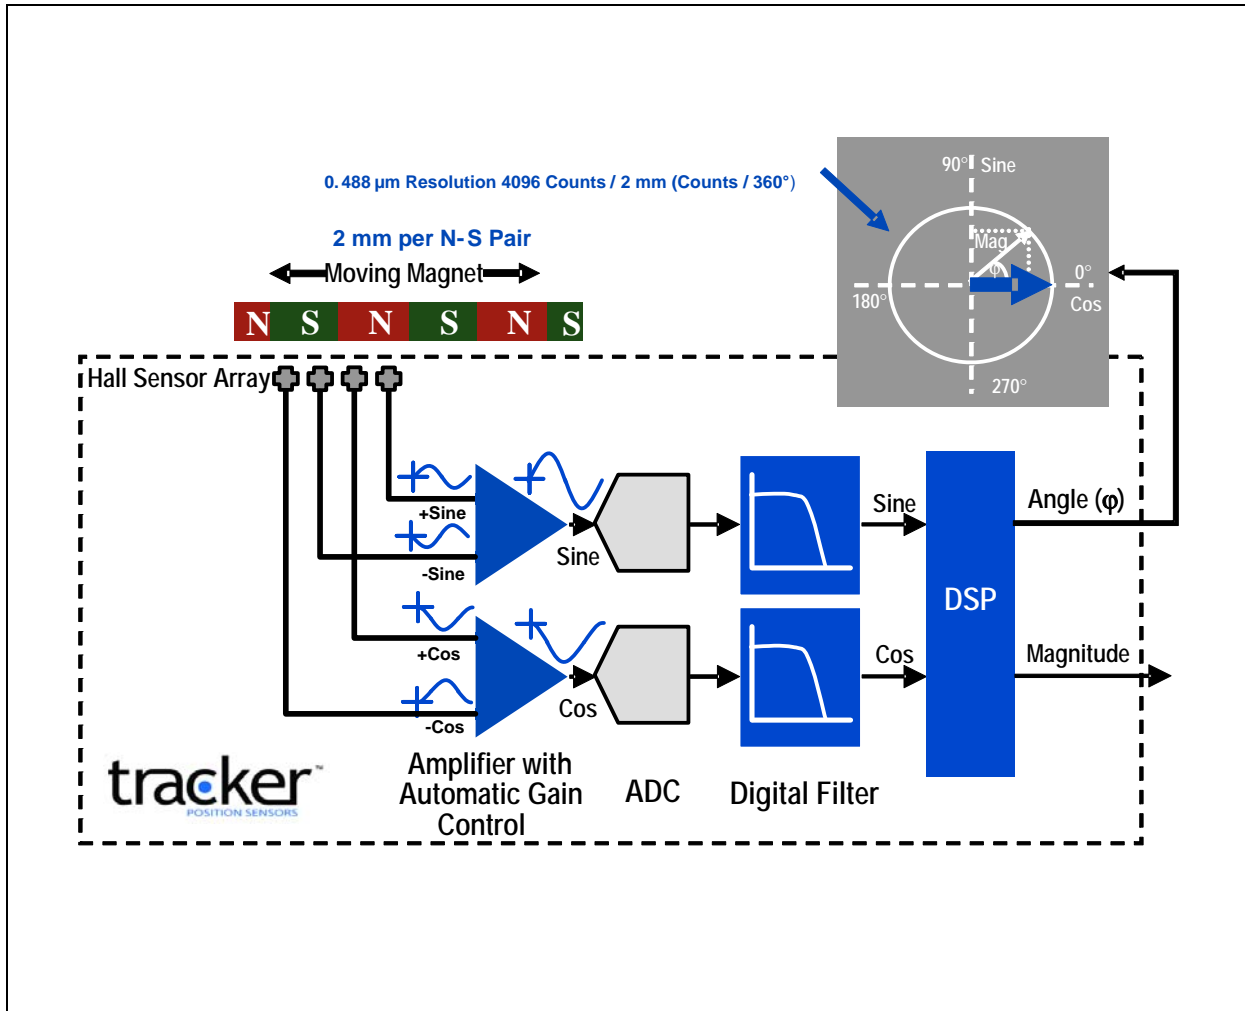 90° Sine
0.488 µm Resolution 4096 Counts / 2 mm (Counts / 360°)
2 mm per N-S Pair
Moving Magnet
Mag
φ
0°
180°
Cos
270°
N S N S N S
Hall Sensor Array
+Sine
-Sine
Sine
Sine
Angle (φ)
DSP
+Cos
-Cos
Cos
Cos
Magnitude
tracker™
POSITION SENSORS
Amplifier with
Automatic Gain
Control
ADC
Digital Filter